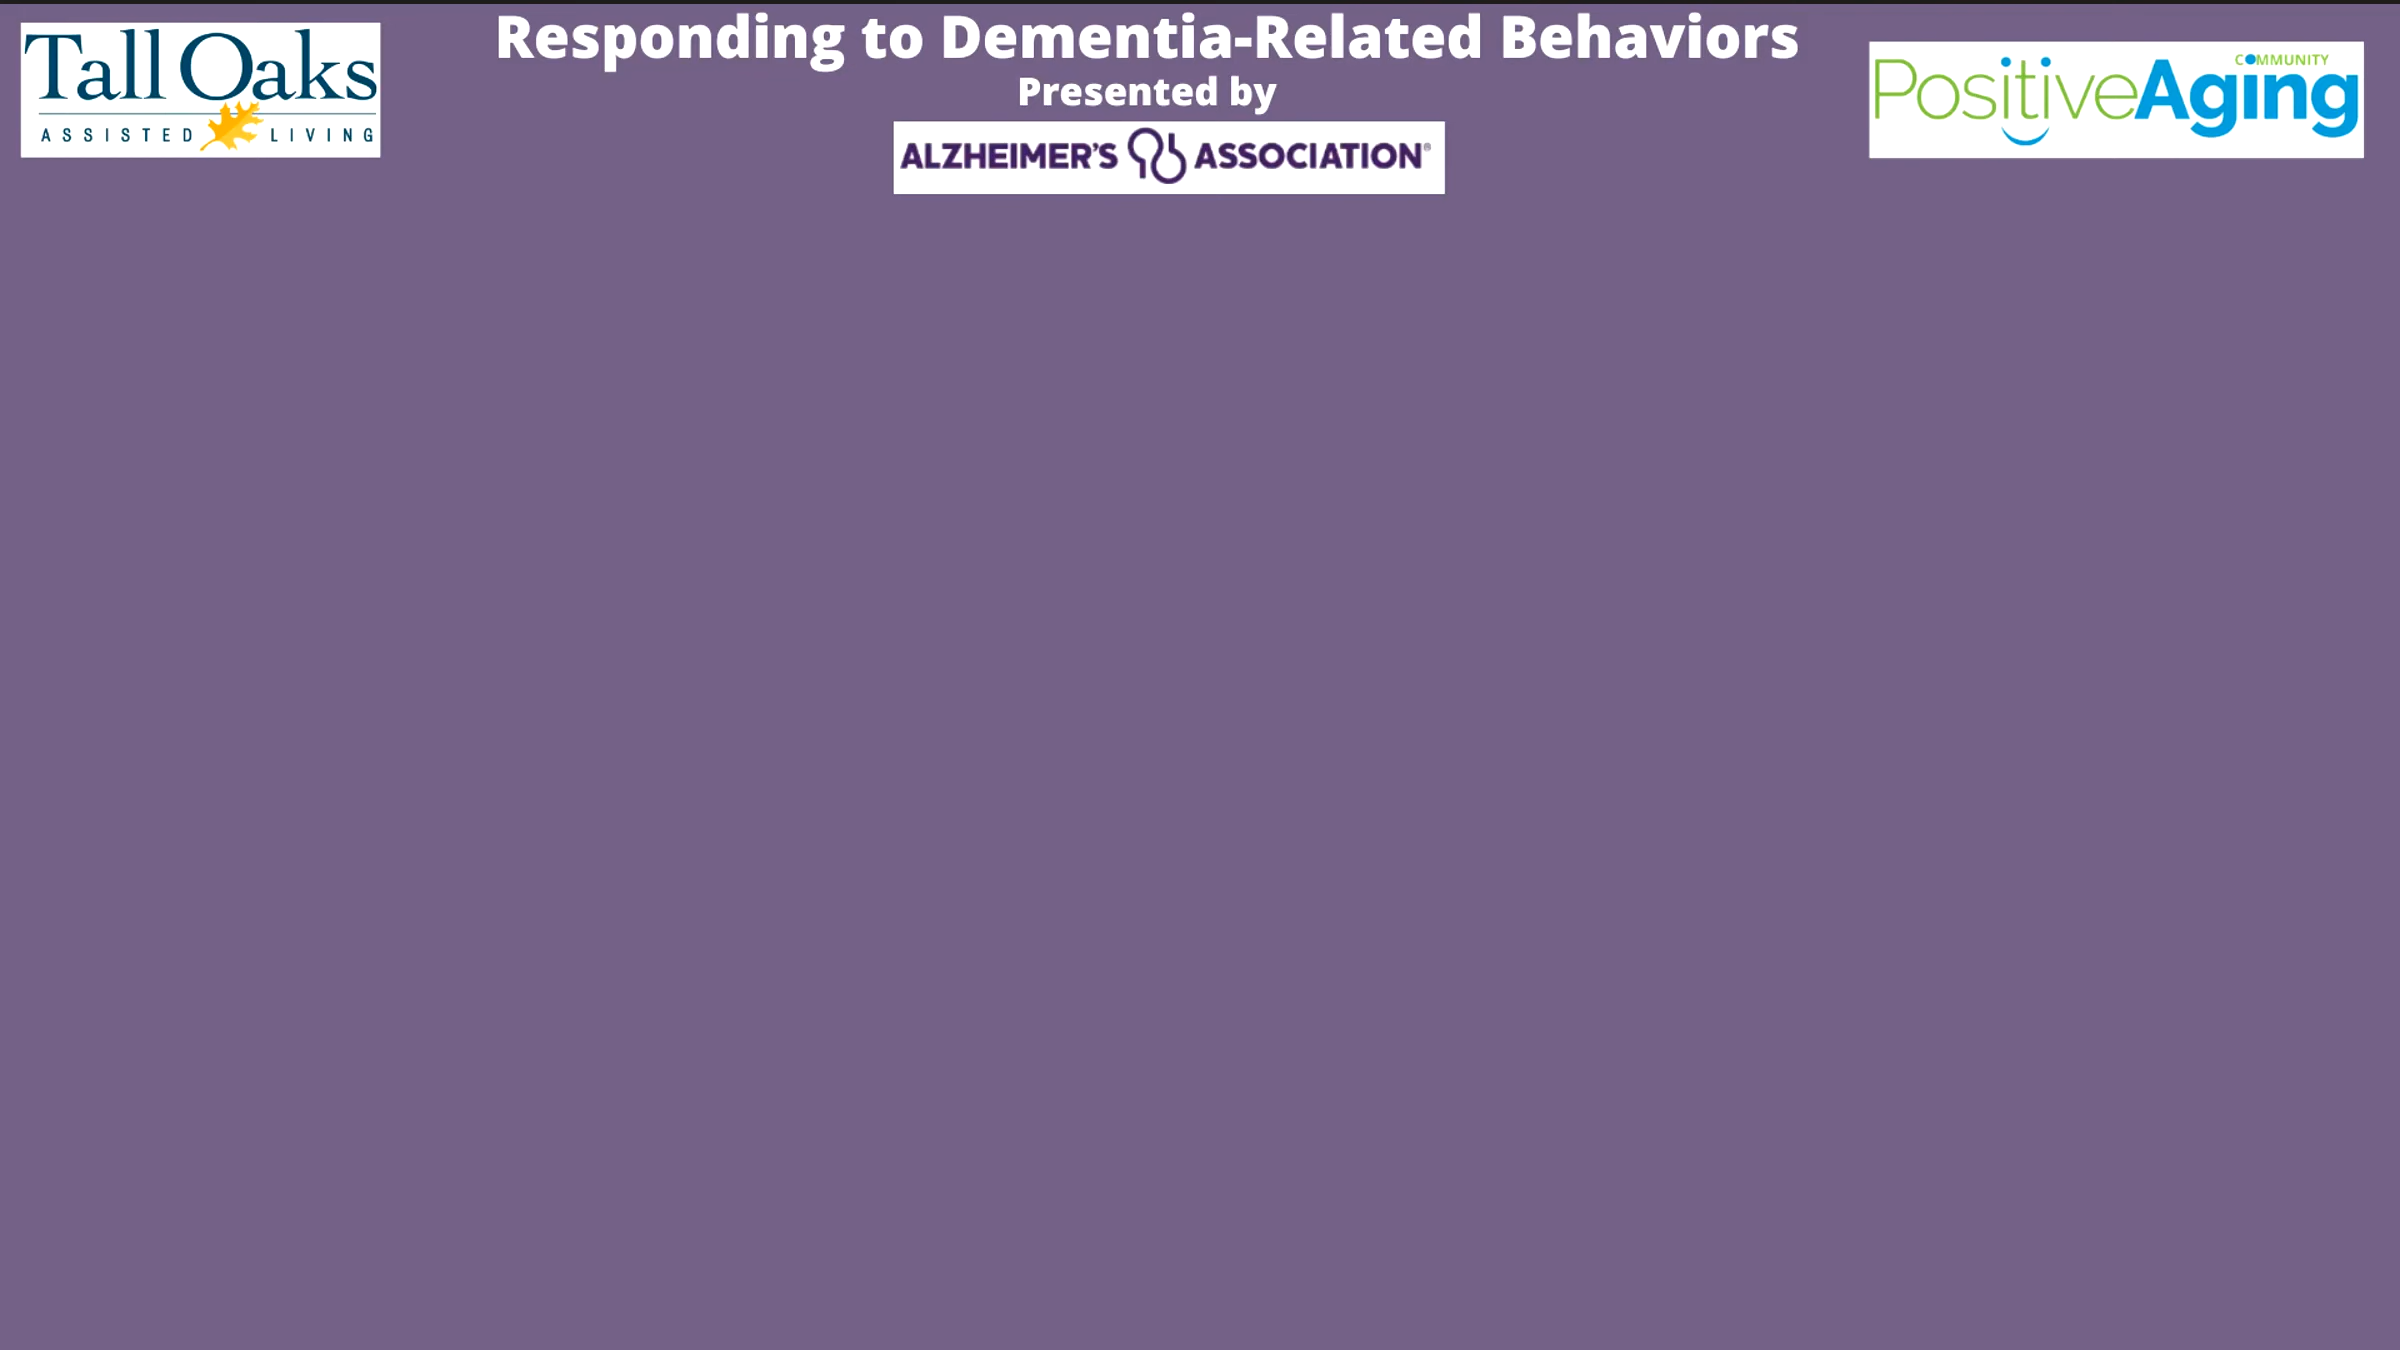 Tall Oaks
ASSISTED LIVING
Responding to Dementia-Related Behaviors
Presented by
ALZHEIMER'S ASSOCIATION®
COMMUNITY
PositiveAging